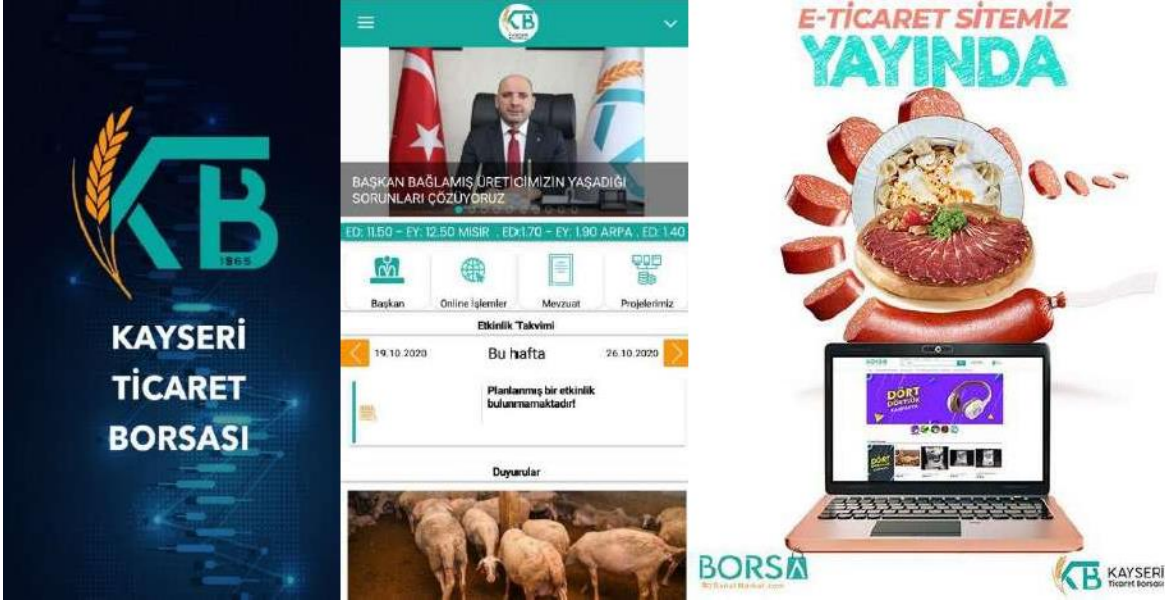 KB
1865
KAYSERİ
TİCARET
BORSASI
KB
BAŞKAN BAĞLAMIŞ ÜRETİCİMİZİN YAŞADIĞI
SORUNLARI ÇÖZÜYORUZ
ED: 11.50 - EY: 12.50 MISIR . ED:1.70 - EY: 1.90 ARPA . ED: 1.40
Başkan Online İşlemler Mevzuat Projelerimiz
Etkinlik Takvimi
19.10.2020 Bu hafta 26.10.2020
Planlanmış bir etkinlik
bulunmamaktadır!
Duyurular
E-TİCARET SİTEMİZ
YAYINDA
DÖRT
DÖRTLÜK
DÖRT
BORSA
KB KAYSERİ
Ticaret Borsası